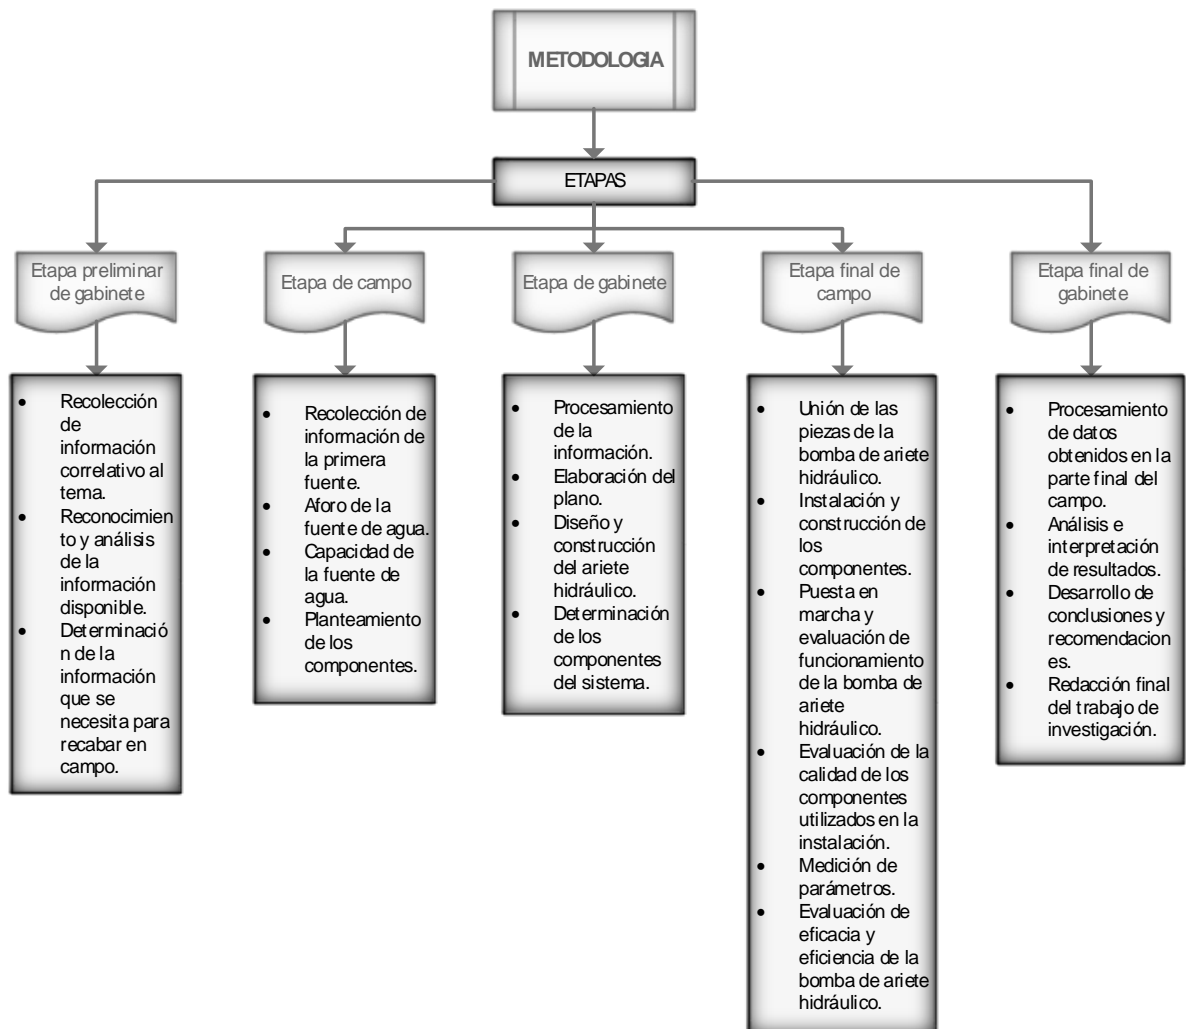 METODOLOGIA
ETAPAS
Etapa preliminar
de gabinete
Etapa de campo
Etapa de gabinete
Etapa final de
campo
Etapa final de
gabinete
• Recolección
de
información
correlativo al
tema.
• Reconocimien
to y análisis
de la
información
disponible.
• Determinació
n de la
información
que se
necesita para
recabar en
campo.
• Recolección de
información de
la primera
fuente.
• Aforo de la
fuente de agua.
• Capacidad de
la fuente de
agua.
• Planteamiento
de los
componentes.
• Procesamiento
de la
información.
• Elaboración del
plano.
• Diseño y
construcción
del ariete
hidráulico.
• Determinación
de los
componentes
del sistema.
• Unión de las
piezas de la
bomba de ariete
hidráulico.
• Instalación y
construcción de
los
componentes.
• Puesta en
marcha y
evaluación de
funcionamiento
de la bomba de
ariete
hidráulico.
• Evaluación de la
calidad de los
componentes
utilizados en la
instalación.
• Medición de
parámetros.
• Evaluación de
eficacia y
eficiencia de la
bomba de ariete
hidráulico.
• Procesamiento
de datos
obtenidos en la
parte final del
campo.
• Análisis e
interpretación
de resultados.
• Desarrollo de
conclusiones y
recomendacion
es.
• Redacción final
del trabajo de
investigación.